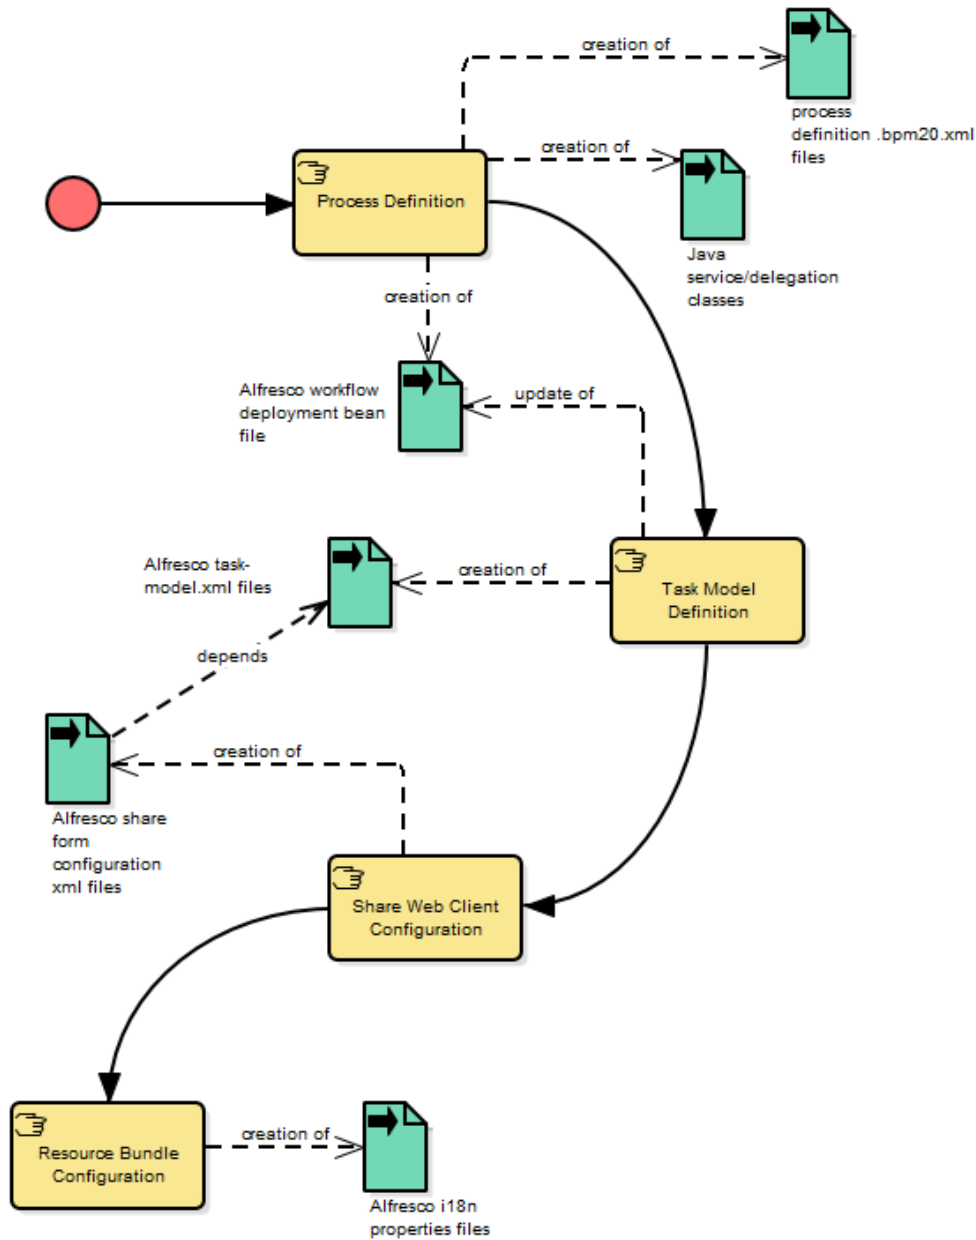 creation of
process
definition .bpm20.xml
files
creation of
Process Definition
Java
service/delegation
classes
creation of
Alfresco workflow
deployment bean
file
update of
Alfresco task-
model.xml files
creation of
Task Model
Definition
depends
creation of
Alfresco share
form
configuration
xml files
Share Web Client
Configuration
creation of
Resource Bundle
Configuration
Alfresco i18n
properties files